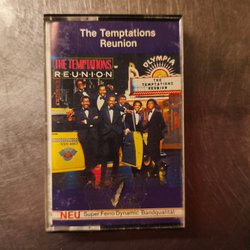 The Temptations
Reunion
THE TEMPTATIONS
REUNION
OLYMPIA
THE
TEMPTATIONS
REUNION
NEU Super Ferro Dynamic Bandqualität